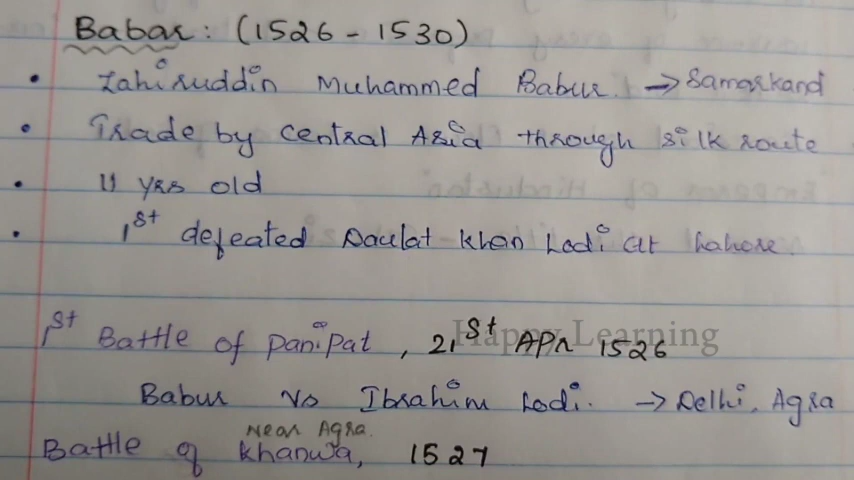 Babar: (1526 - 1530)
• Zahiruddin Muhammed Babur. → Samarkand
• Trade by Central Asia through silk route
• 11 yrs old
• 1st defeated Daulat Khan Lodi at Lahore.
1st Battle of Panipat, 21st APR 1526
Happy Learning
Babur Vs Ibrahim Lodi. → Delhi, Agra
Near Agra.
Battle of Khanwa, 1527